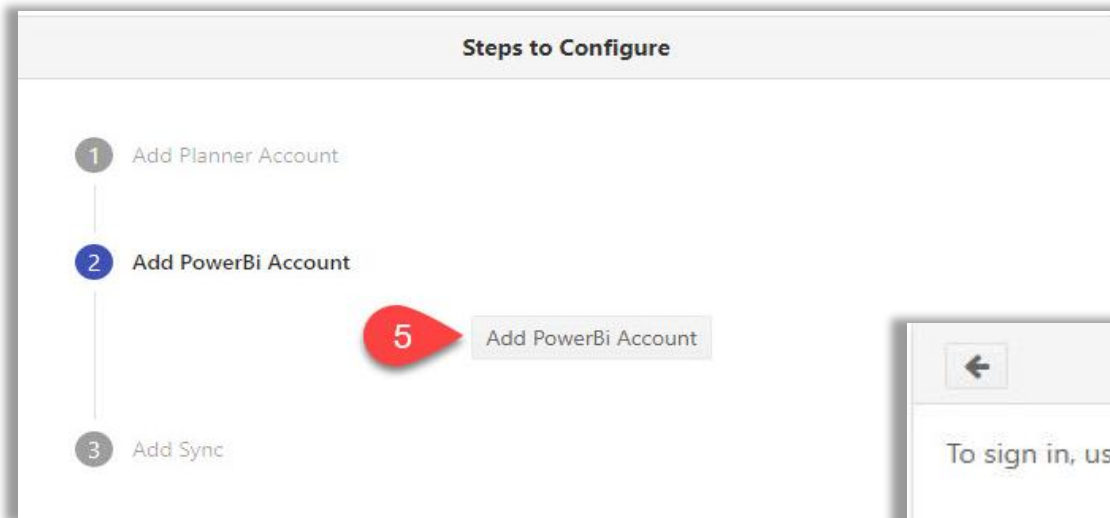 Steps to Configure
1 Add Planner Account
2 Add PowerBi Account
5 Add PowerBi Account
3 Add Sync
To sign in, us